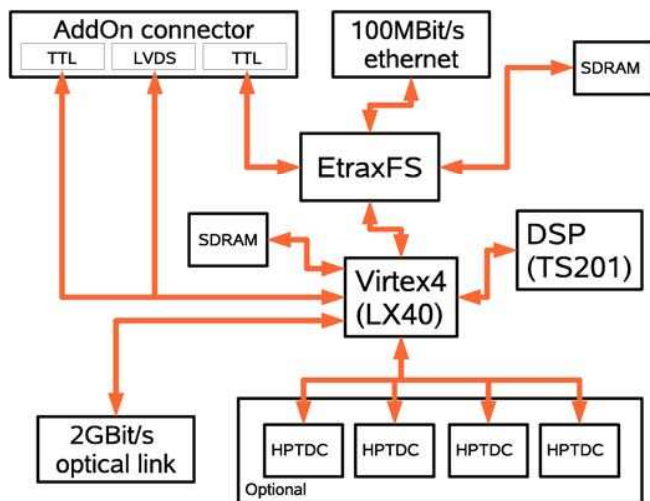 AddOn connector
TTL
LVDS
TTL
100MBit/s
ethernet
SDRAM
EtraxFS
SDRAM
DSP
(TS201)
Virtex4
(LX40)
2GBit/s
optical link
HPTDC
HPTDC
HPTDC
HPTDC
Optional